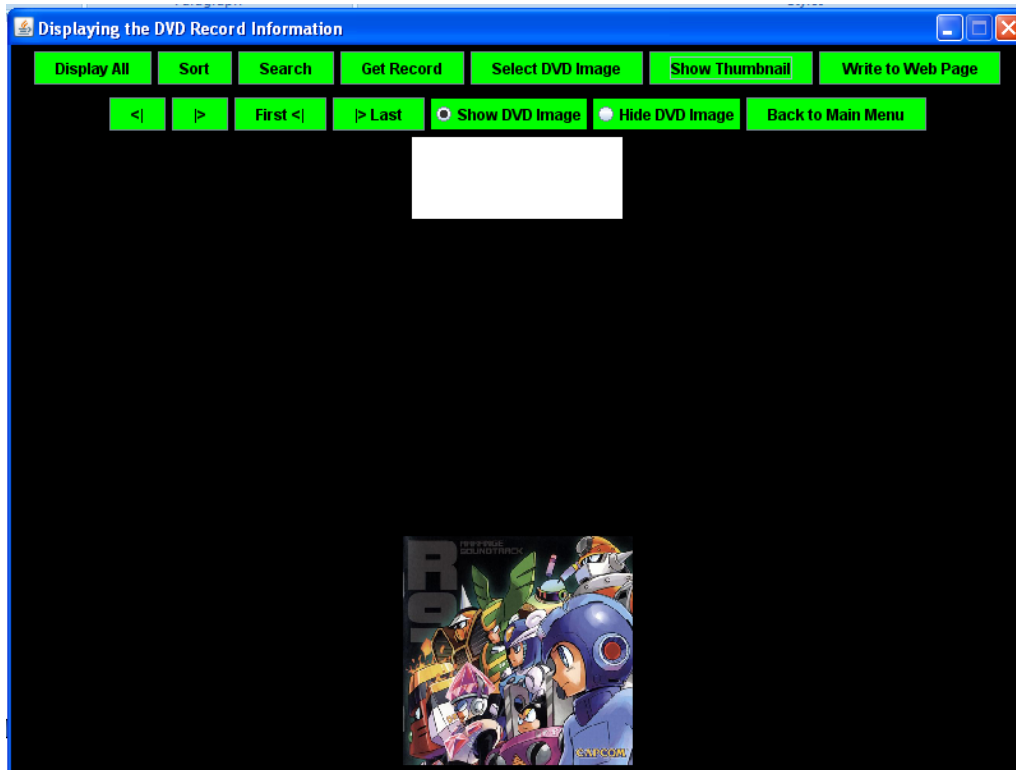 Displaying the DVD Record Information
Display All Sort Search Get Record Select DVD Image Show Thumbnail Write to Web Page
<| |> First <| |> Last Show DVD Image Hide DVD Image Back to Main Menu
SOUNDTRACK
CAPCOM